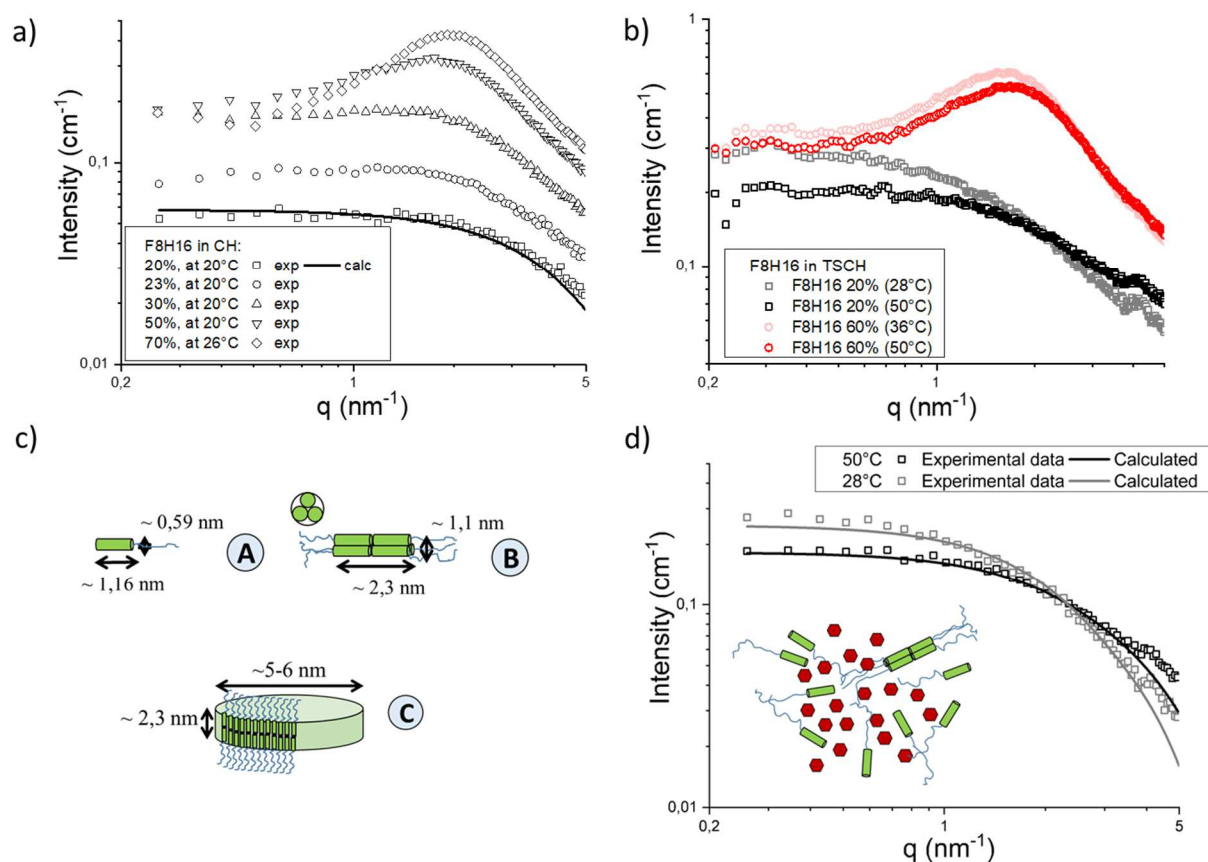 a)
Intensity (cm⁻¹)
0,1
0,01
F8H16 in CH:
20%, at 20°C exp calc
23%, at 20°C exp
30%, at 20°C exp
50%, at 20°C exp
70%, at 26°C exp
0,2 1 5
q (nm⁻¹)
b)
Intensity (cm⁻¹)
1
0,1
F8H16 in TSCH
F8H16 20% (28°C)
F8H16 20% (50°C)
F8H16 60% (36°C)
F8H16 60% (50°C)
0,2 1
q (nm⁻¹)
c)
~ 0,59 nm
~ 1,16 nm
A
~ 1,1 nm
~ 2,3 nm
B
~5-6 nm
~ 2,3 nm
C
d)
50°C Experimental data Calculated
28°C Experimental data Calculated
Intensity (cm⁻¹)
0,1
0,01
0,2 1 5
q (nm⁻¹)